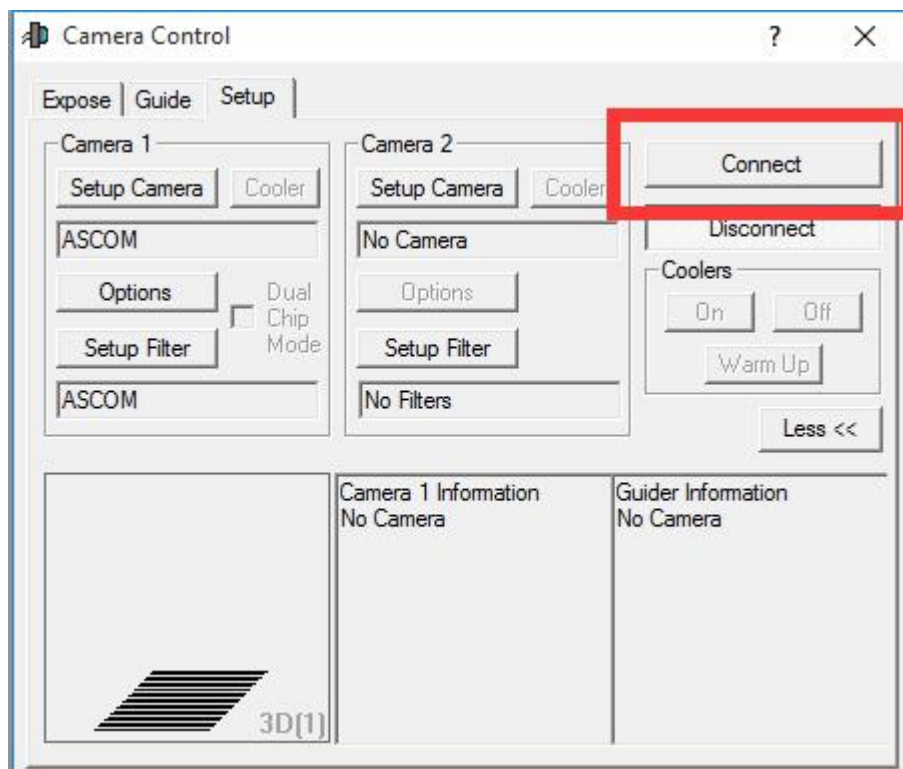 Camera Control
?
Expose
Guide
Setup
Camera 1
Setup Camera
Cooler
ASCOM
Options
Dual
Chip
Mode
Setup Filter
ASCOM
Camera 2
Setup Camera
Cooler
No Camera
Options
Setup Filter
No Filters
Connect
Disconnect
Coolers
On
Off
Warm Up
Less <<
3D(1)
Camera 1 Information
No Camera
Guider Information
No Camera